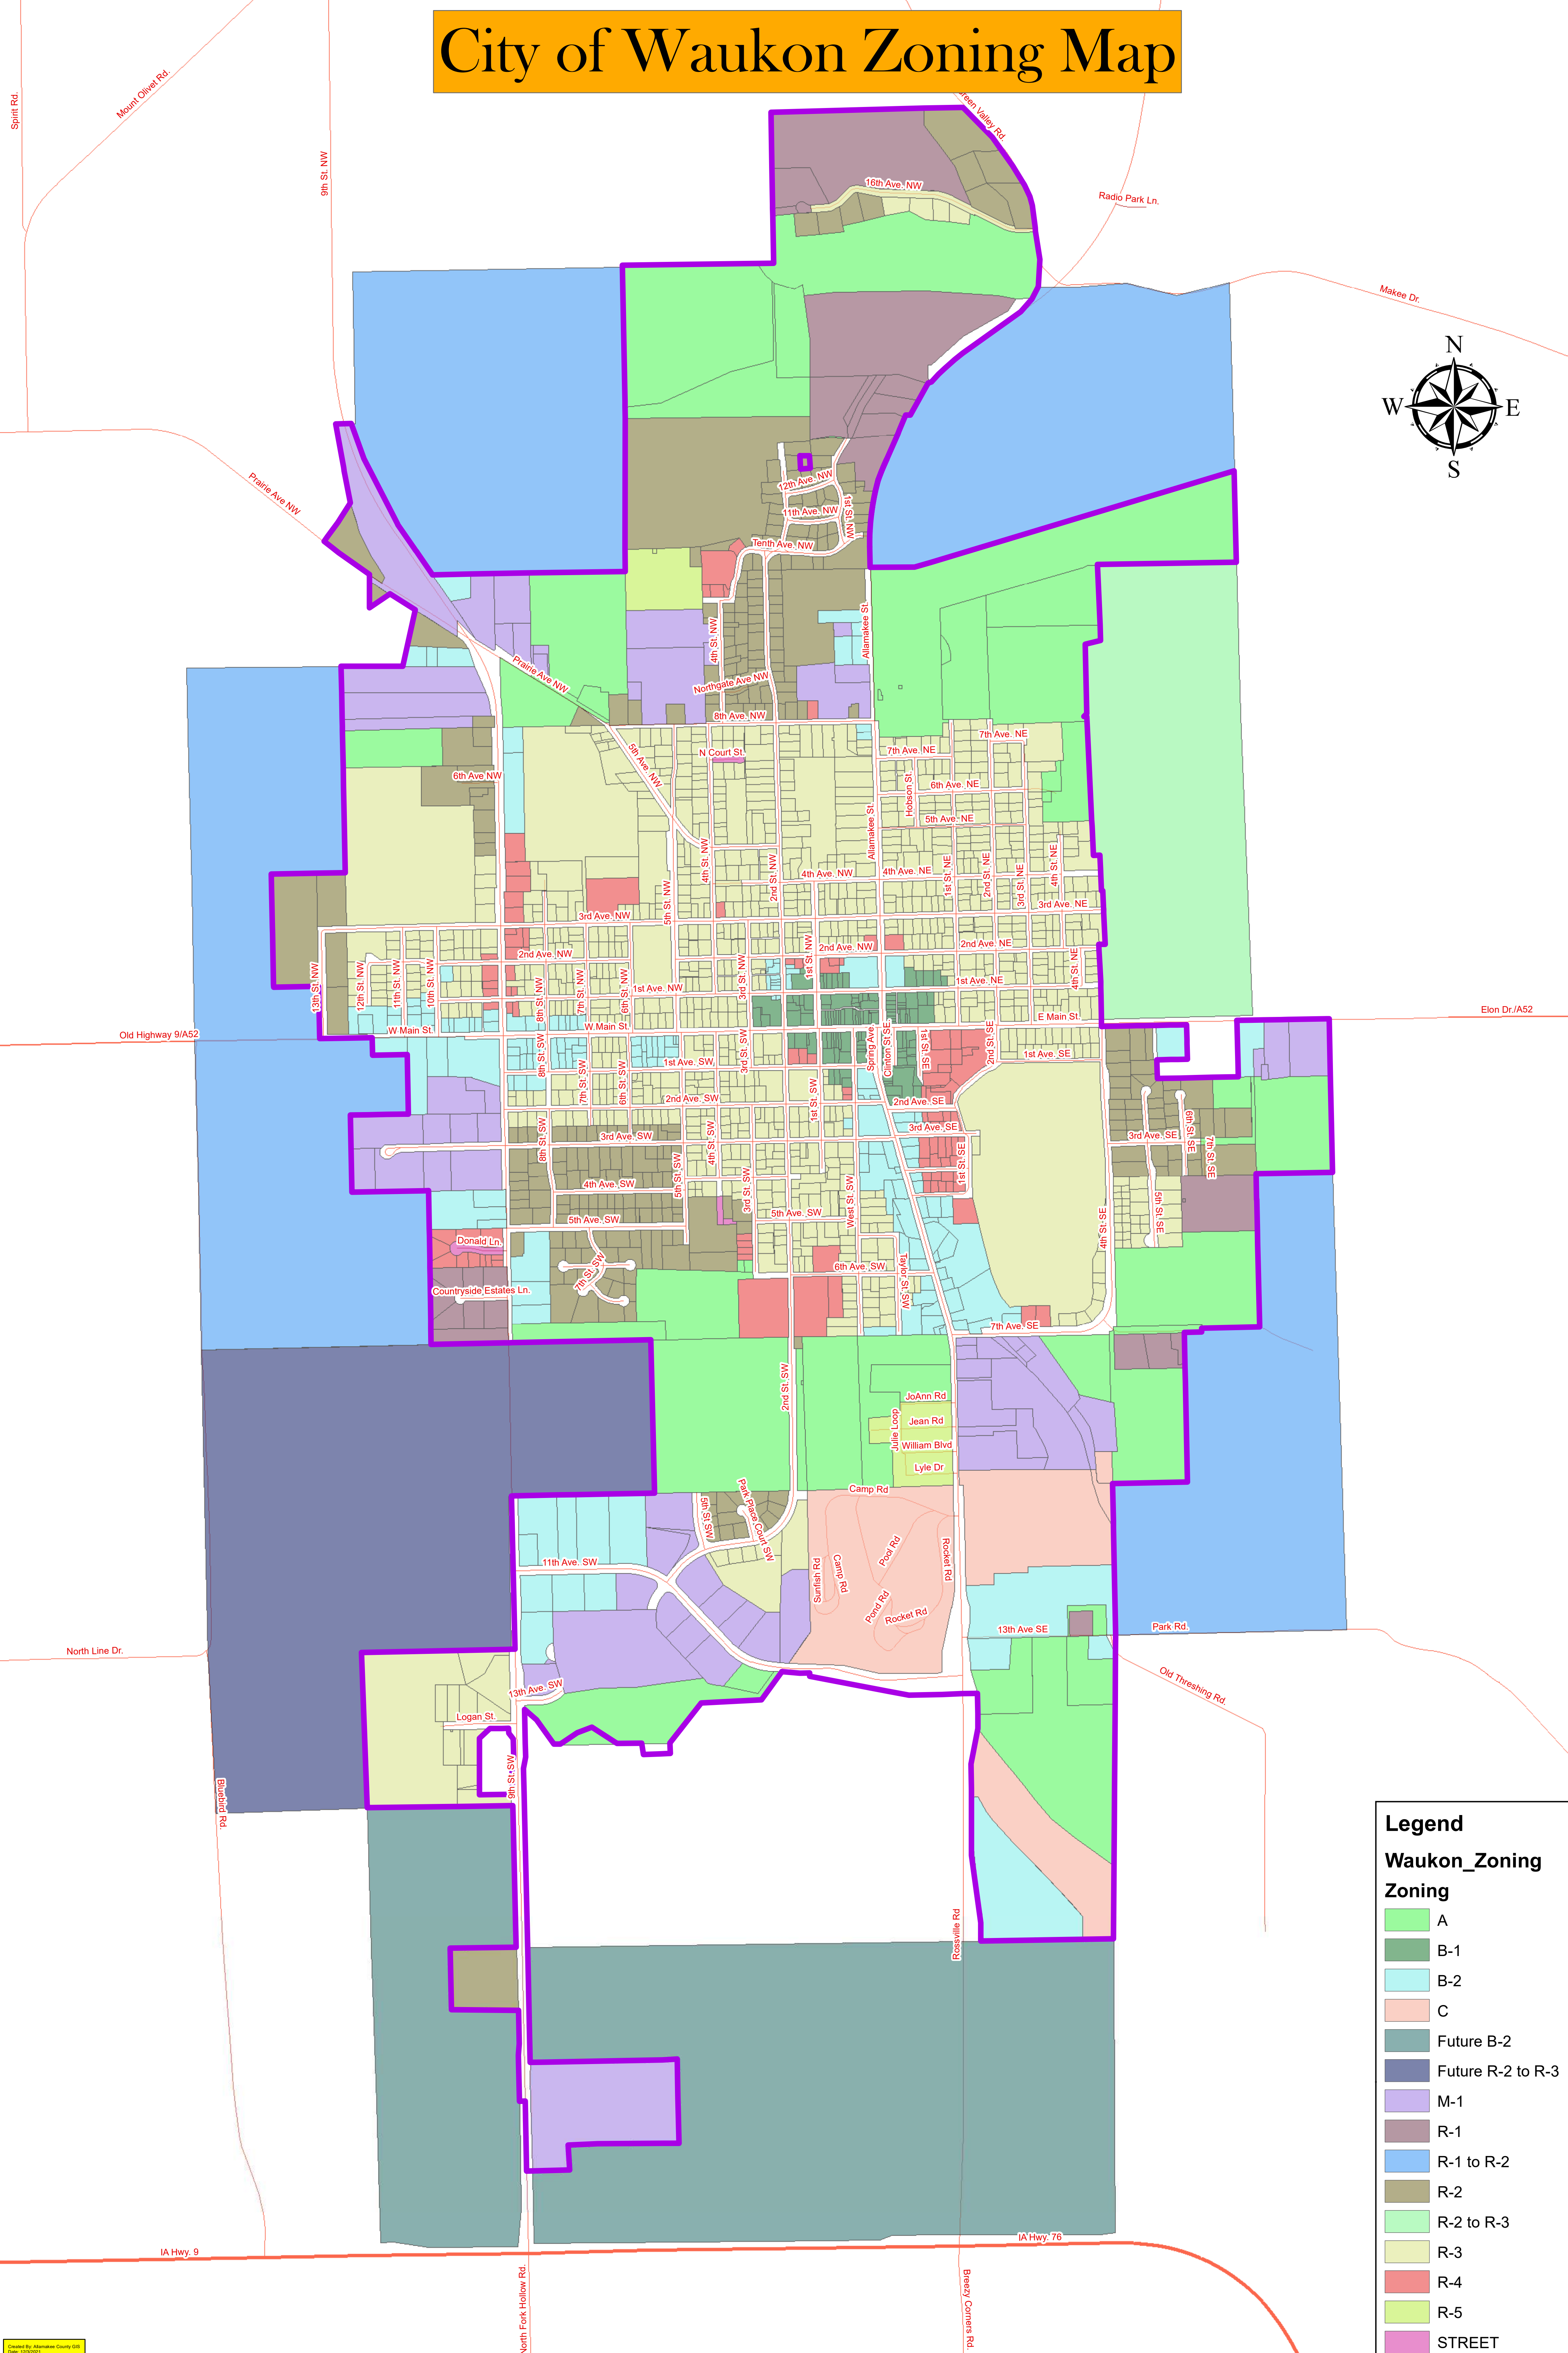 City of Waukon Zoning Map
Spirit Rd.
Mount Olivet Rd.
9th St. NW
Green Valley Rd.
16th Ave. NW
Radio Park Ln.
Makee Dr.
N
W
E
S
Prairie Ave NW
12th Ave. NW
11th Ave. NW
1st St. NW
Tenth Ave. NW
Allamakee St.
4th St. NW
Prairie Ave NW
Northgate Ave NW
8th Ave. NW
5th Ave. NW
N Court St.
7th Ave. NE
7th Ave. NE
6th Ave NW
Hobson St.
6th Ave. NE
Allamakee St.
5th Ave. NE
4th St. NW
2nd St. NW
4th Ave. NW
4th Ave. NE
1st St. NE
2nd St. NE
3rd St. NE
4th St. NE
5th St. NW
3rd Ave. NW
3rd Ave. NE
2nd Ave. NW
2nd Ave. NW
2nd Ave. NE
1st St. NW
13th St. NW
12th St. NW
11th St. NW
10th St. NW
8th St. NW
7th St. NW
6th St. NW
3rd St. NW
1st Ave. NW
1st Ave. NE
4th St. NE
Old Highway 9/A52
W Main St.
W Main St.
E Main St.
Elon Dr./A52
8th St. SW
7th St. SW
6th St. SW
1st Ave. SW
3rd St. SW
Spring Ave.
Clinton St. SE
1st St. SE
2nd St. SE
1st Ave. SE
2nd Ave. SW
1st St. SW
2nd Ave. SE
8th St. SW
3rd Ave. SW
4th St. SW
3rd Ave. SE
3rd Ave. SE
6th St. SE
7th St. SE
5th St. SW
4th Ave. SW
3rd St. SW
West St. SW
1st St. SE
5th St. SE
4th St. SE
5th Ave. SW
5th Ave. SW
Donald Ln.
7th St. SW
6th Ave. SW
Taylor St. SW
Countryside Estates Ln.
7th Ave. SE
2nd St. SW
JoAnn Rd
Julie Loop
Jean Rd
William Blvd
Lyle Dr
Camp Rd
5th St SW
Park Place Court SW
11th Ave. SW
Sunfish Rd
Camp Rd
Pool Rd
Pond Rd
Rocket Rd
Rocket Rd
13th Ave SE
Park Rd.
North Line Dr.
Old Threshing Rd.
13th Ave. SW
Logan St.
9th St. SW
Bluebird Rd.
Rossville Rd
IA Hwy. 9
IA Hwy. 76
North Fork Hollow Rd.
Breezy Corners Rd.
Legend
Waukon_Zoning
Zoning
A
B-1
B-2
C
Future B-2
Future R-2 to R-3
M-1
R-1
R-1 to R-2
R-2
R-2 to R-3
R-3
R-4
R-5
STREET
Created By: Allamakee County GIS